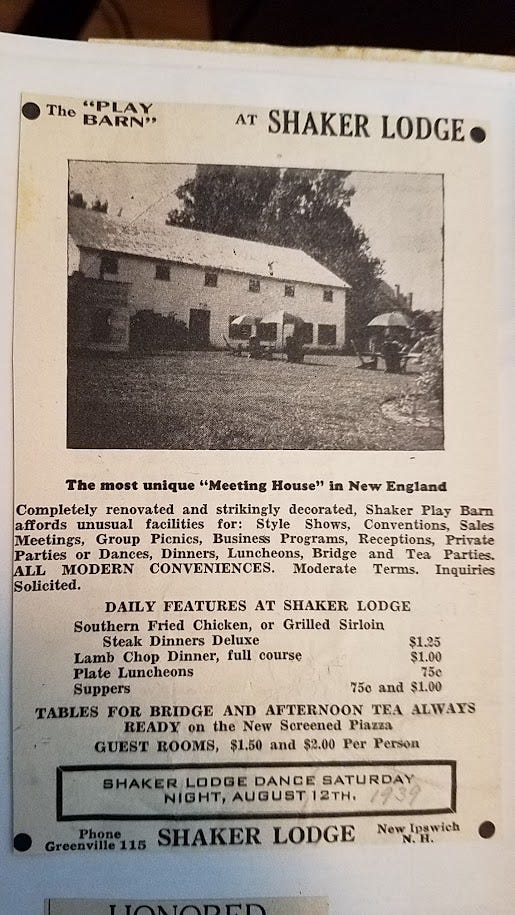 The "PLAY BARN" AT SHAKER LODGE
The most unique "Meeting House" in New England
Completely renovated and strikingly decorated, Shaker Play Barn
affords unusual facilities for: Style Shows, Conventions, Sales
Meetings, Group Picnics, Business Programs, Receptions, Private
Parties or Dances, Dinners, Luncheons, Bridge and Tea Parties.
ALL MODERN CONVENIENCES. Moderate Terms. Inquiries
Solicited.
DAILY FEATURES AT SHAKER LODGE
Southern Fried Chicken, or Grilled Sirloin
Steak Dinners Deluxe $1.25
Lamb Chop Dinner, full course $1.00
Plate Luncheons 75c
Suppers 75c and $1.00
TABLES FOR BRIDGE AND AFTERNOON TEA ALWAYS
READY on the New Screened Piazza
GUEST ROOMS, $1.50 and $2.00 Per Person
SHAKER LODGE DANCE SATURDAY
NIGHT, AUGUST 12TH. 1939
Phone Greenville 115 SHAKER LODGE New Ipswich N. H.
HONORED